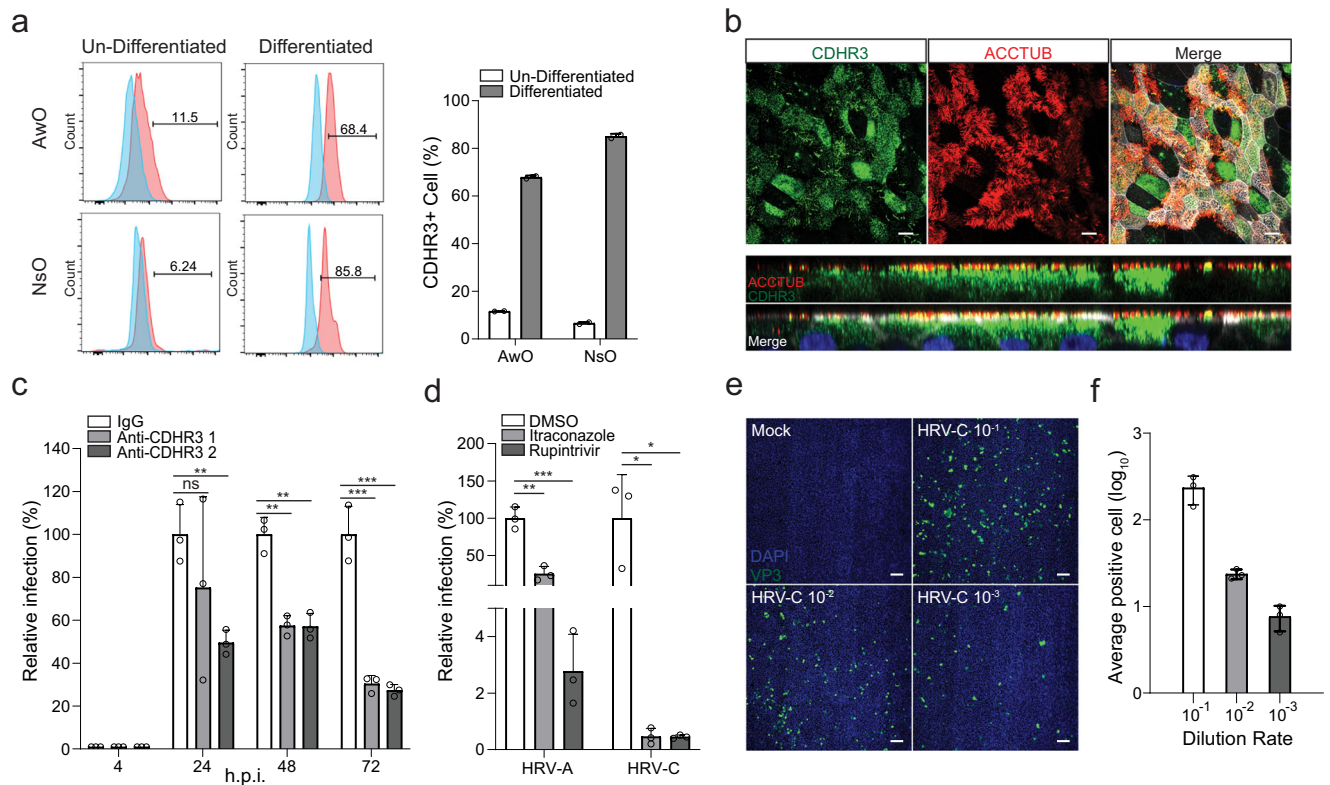 a
Un-Differentiated
Differentiated
AwO
Count
11.5
Count
68.4
NsO
Count
6.24
Count
85.8
Un-Differentiated
Differentiated
CDHR3+ Cell (%)
100
80
60
40
20
0
AwO
NsO
b
CDHR3
ACCTUB
Merge
ACCTUB
CDHR3
Merge
c
IgG
Anti-CDHR3 1
Anti-CDHR3 2
Relative infection (%)
140
120
100
80
60
40
20
0
**
ns
**
**
***
***
4
24
48
72
h.p.i.
d
DMSO
Itraconazole
Rupintrivir
Relative infection (%)
200
150
100
50
6
4
2
0
***
**
*
*
HRV-A
HRV-C
e
Mock
HRV-C 10⁻¹
DAPI
VP3
HRV-C 10⁻²
HRV-C 10⁻³
f
Average positive cell (log₁₀)
3
2
1
0
10⁻¹
10⁻²
10⁻³
Dilution Rate